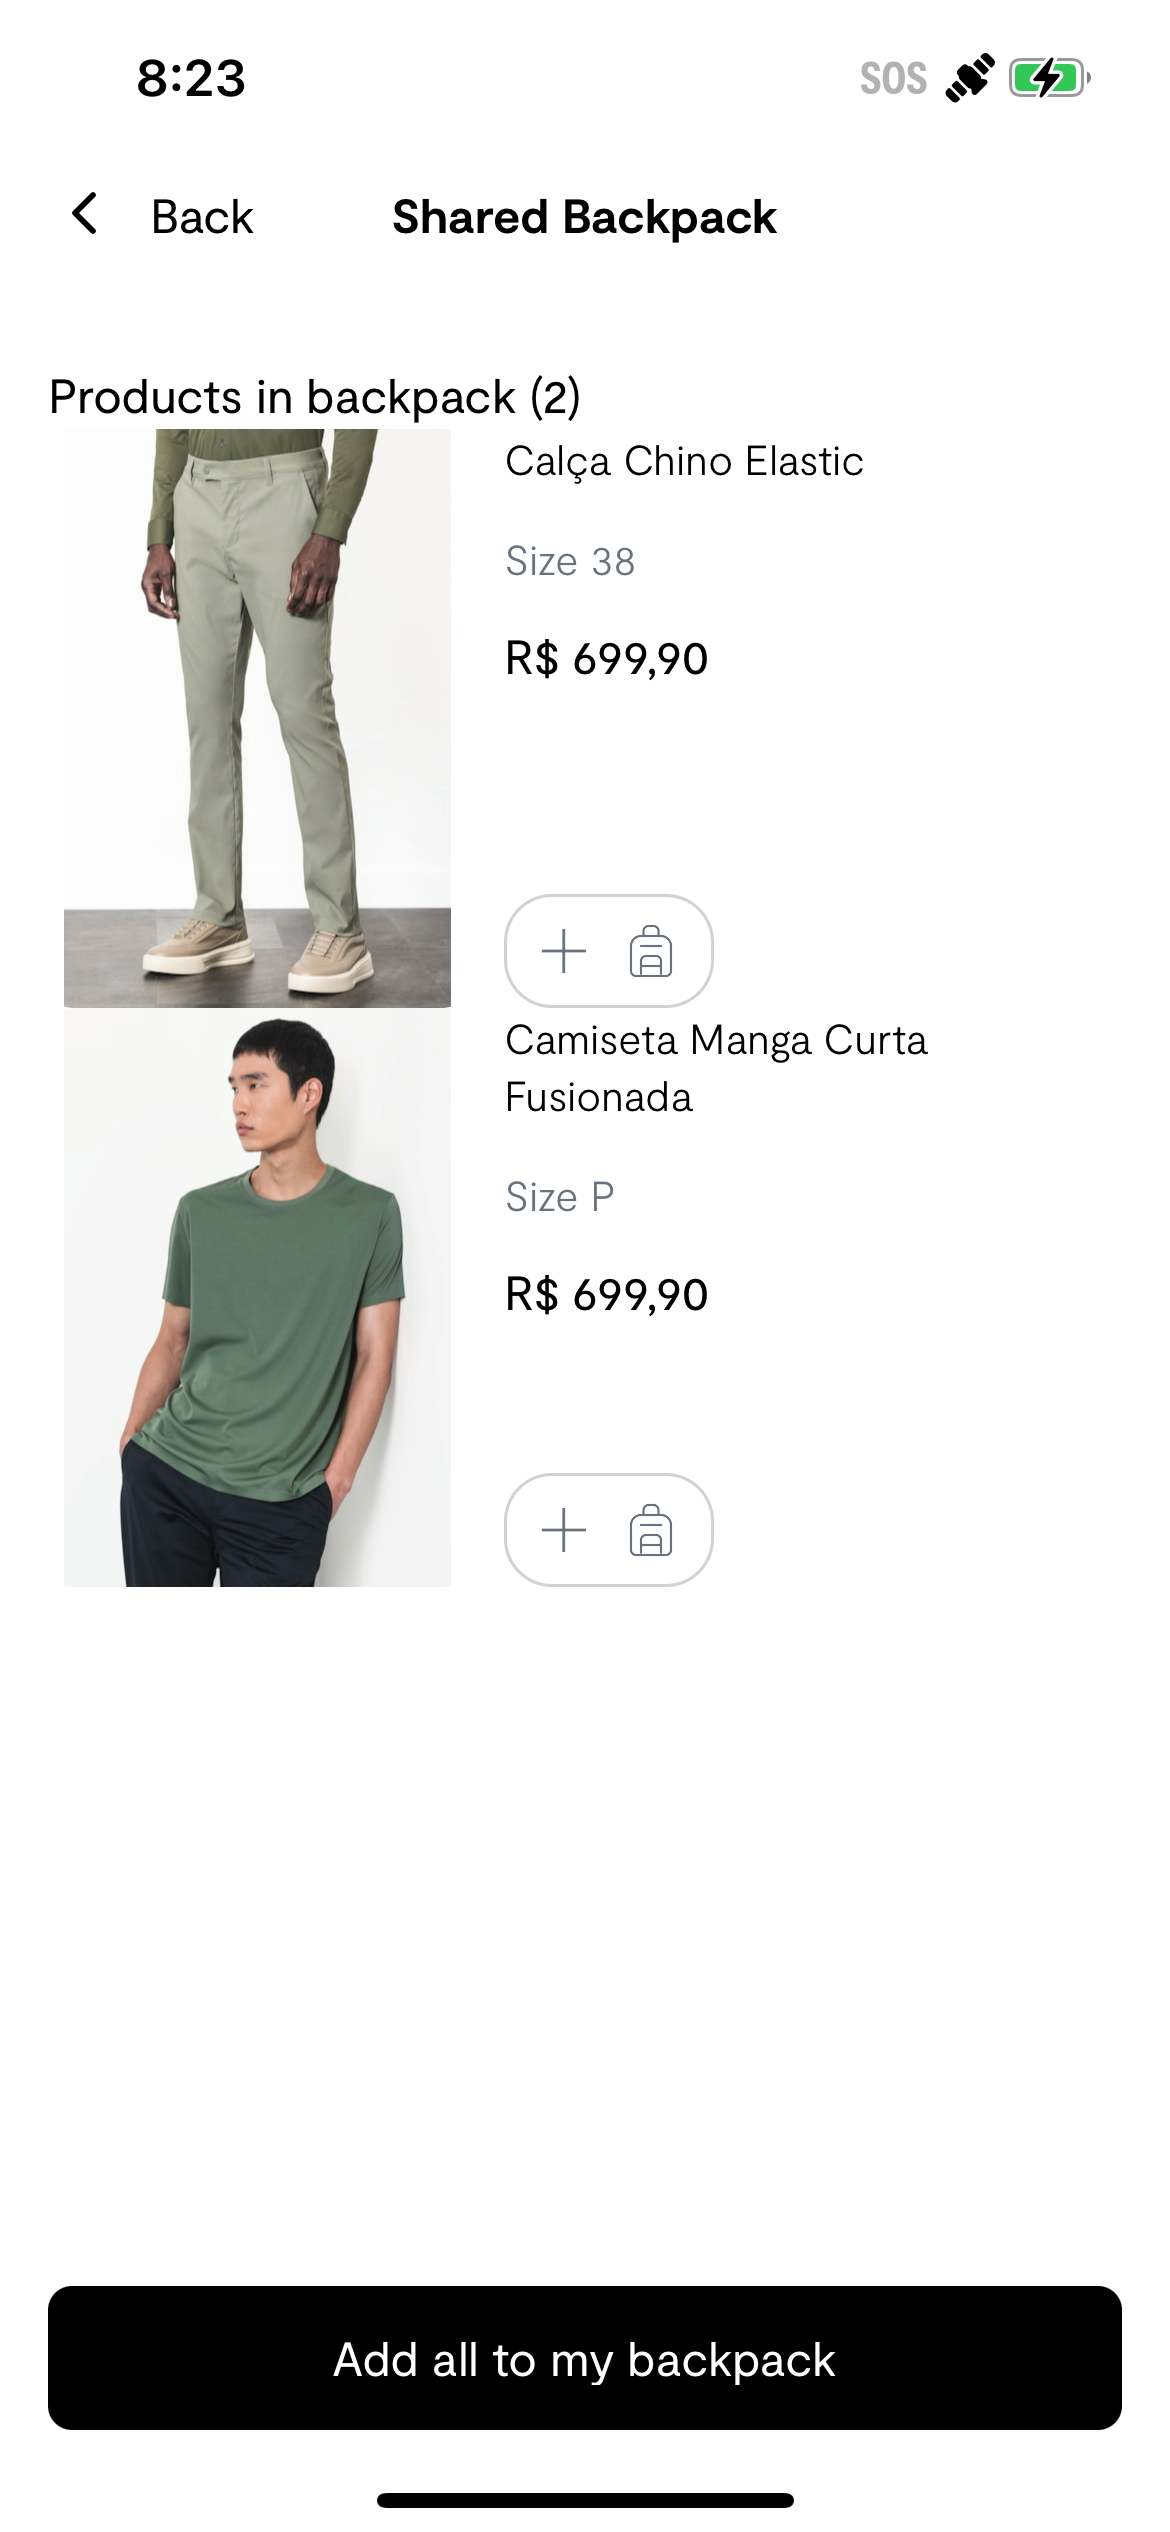 8:23 SOS
Back Shared Backpack
Products in backpack (2)
Calça Chino Elastic
Size 38
R$ 699,90
Camiseta Manga Curta
Fusionada
Size P
R$ 699,90
Add all to my backpack